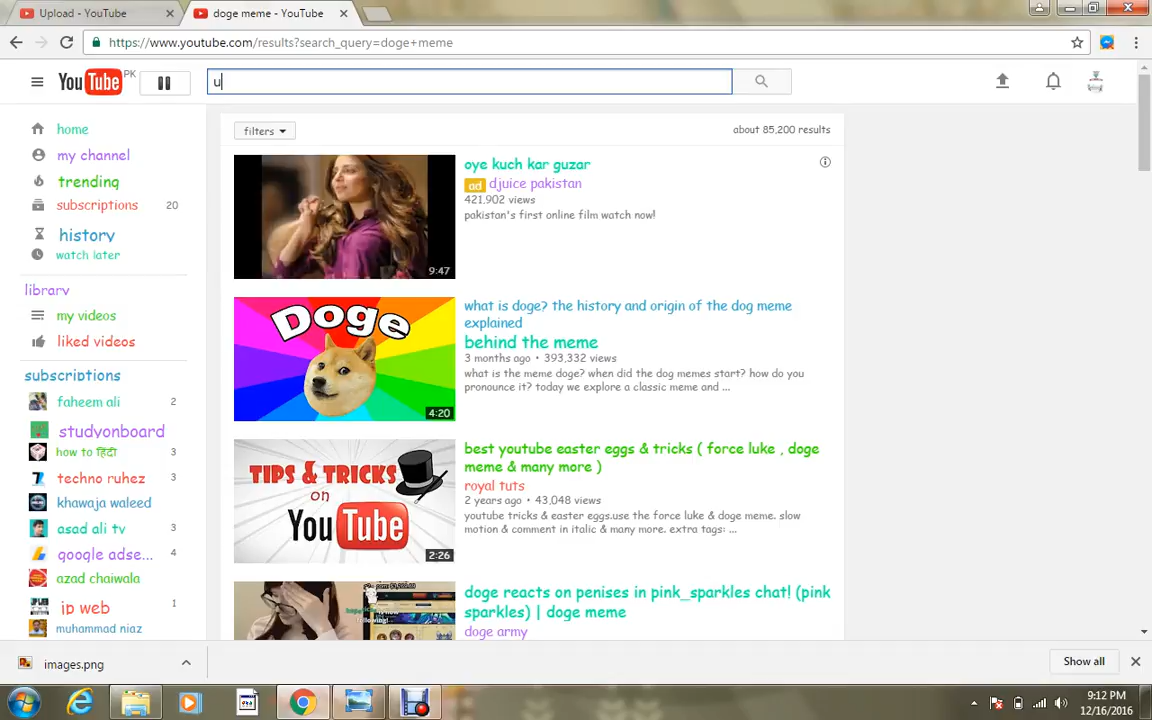 Upload - YouTube
doge meme - YouTube
https://www.youtube.com/results?search_query=doge+meme
YouTube PK
u
filters
about 85,200 results
home
my channel
trending
subscriptions 20
history
watch later
library
my videos
liked videos
subscriptions
faheem ali 2
studyonboard
how to हिंदी 3
techno ruhez 3
khawaja waleed
asad ali tv 3
google adse... 4
azad chaiwala
ip web 1
muhammad niaz
oye kuch kar guzar
ad djuice pakistan
421,902 views
pakistan's first online film watch now!
9:47
Doge
4:20
what is doge? the history and origin of the dog meme
explained
behind the meme
3 months ago • 393,332 views
what is the meme doge? when did the dog memes start? how do you
pronounce it? today we explore a classic meme and ...
TIPS & TRICKS
on
YouTube
2:26
best youtube easter eggs & tricks ( force luke , doge
meme & many more )
royal tuts
2 years ago • 43,048 views
youtube tricks & easter eggs.use the force luke & doge meme. slow
motion & comment in italic & many more. extra tags: ...
doge reacts on penises in pink_sparkles chat! (pink
sparkles) | doge meme
doge army
images.png
Show all
9:12 PM
12/16/2016